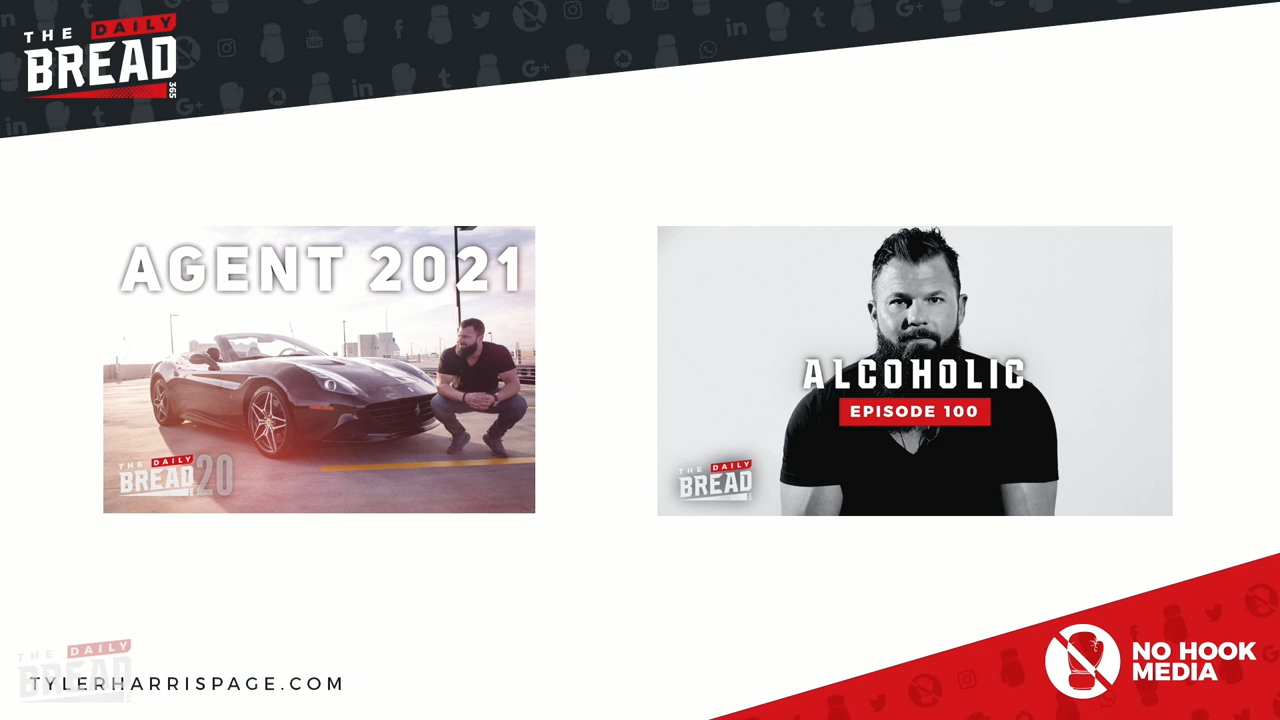 THE DAILY
BREAD
365
AGENT 2021
THE DAILY
BREAD 20
ALCOHOLIC
EPISODE 100
THE DAILY
BREAD
THE DAILY
BREAD
TYLERHARRISPAGE.COM
NO HOOK
MEDIA